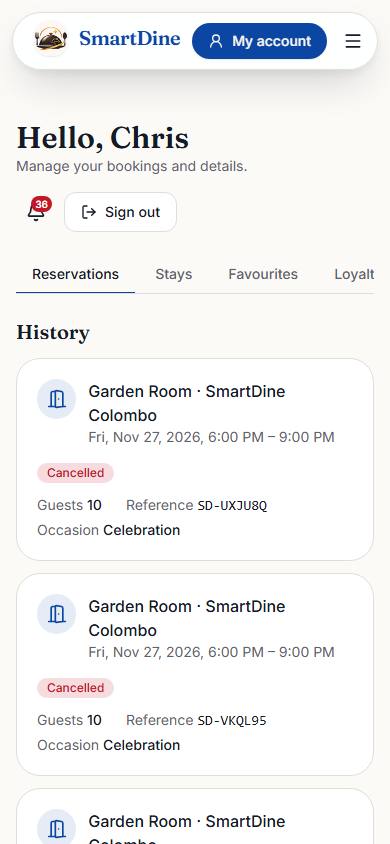 SmartDine
My account
Hello, Chris
Manage your bookings and details.
36
Sign out
Reservations Stays Favourites Loyalt
History
Garden Room · SmartDine
Colombo
Fri, Nov 27, 2026, 6:00 PM – 9:00 PM
Cancelled
Guests 10 Reference SD-UXJU8Q
Occasion Celebration
Garden Room · SmartDine
Colombo
Fri, Nov 27, 2026, 6:00 PM – 9:00 PM
Cancelled
Guests 10 Reference SD-VKQL95
Occasion Celebration
Garden Room · SmartDine
Colombo